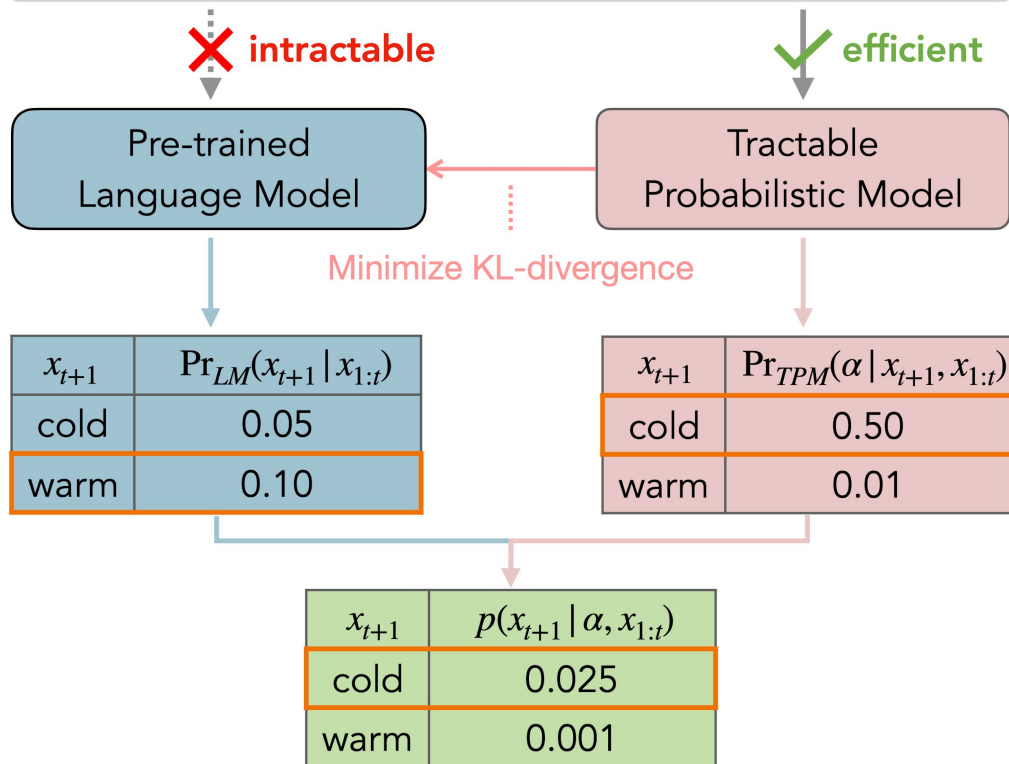 intractable
efficient
Pre-trained
Language Model
Tractable
Probabilistic Model
Minimize KL-divergence
x_{t+1} Pr_{LM}(x_{t+1} | x_{1:t})
cold 0.05
warm 0.10
x_{t+1} Pr_{TPM}(α | x_{t+1}, x_{1:t})
cold 0.50
warm 0.01
x_{t+1} p(x_{t+1} | α, x_{1:t})
cold 0.025
warm 0.001